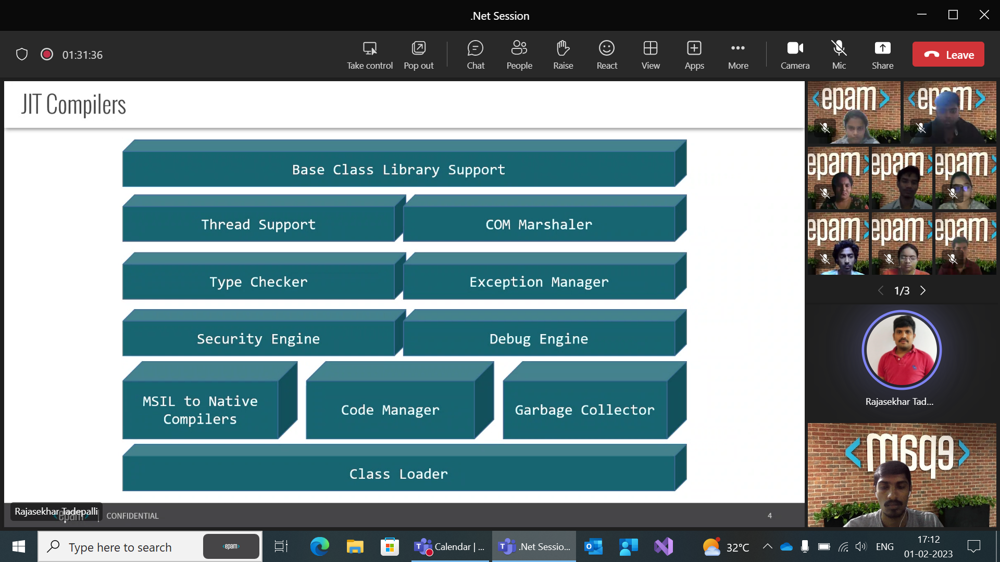 .Net Session
01:31:36
Take control
Pop out
Chat
People
Raise
React
View
Apps
More
Camera
Mic
Share
Leave
JIT Compilers
Base Class Library Support
Thread Support
COM Marshaler
Type Checker
Exception Manager
Security Engine
Debug Engine
MSIL to Native
Compilers
Code Manager
Garbage Collector
Class Loader
Rajasekhar Tadepalli
<epam>
CONFIDENTIAL
4
<epam>
<epam>
epam
epam
epam
epam
epam
epam
1/3
Rajasekhar Tad...
<epam>
Type here to search
<epam>
Calendar | ...
.Net Sessio...
32°C
ENG
17:12
01-02-2023